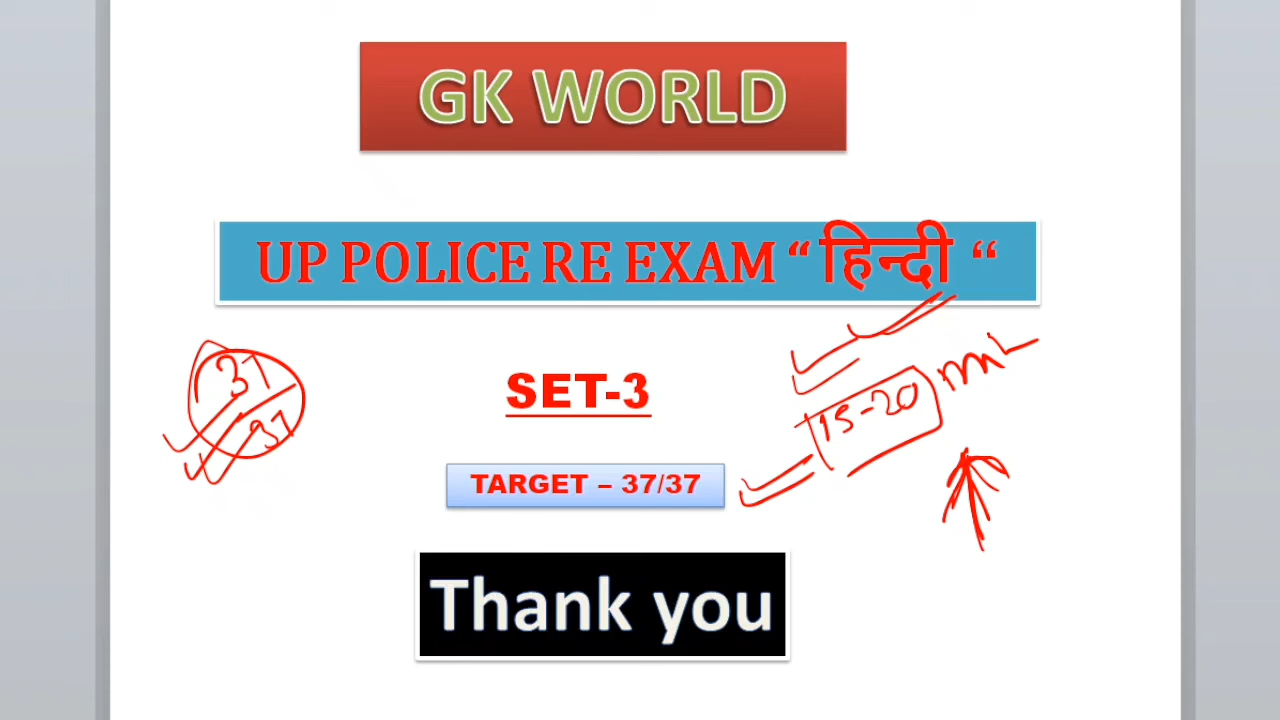 GK WORLD
UP POLICE RE EXAM “ हिन्दी “
SET-3
37
37
15-20
TARGET – 37/37
Thank you